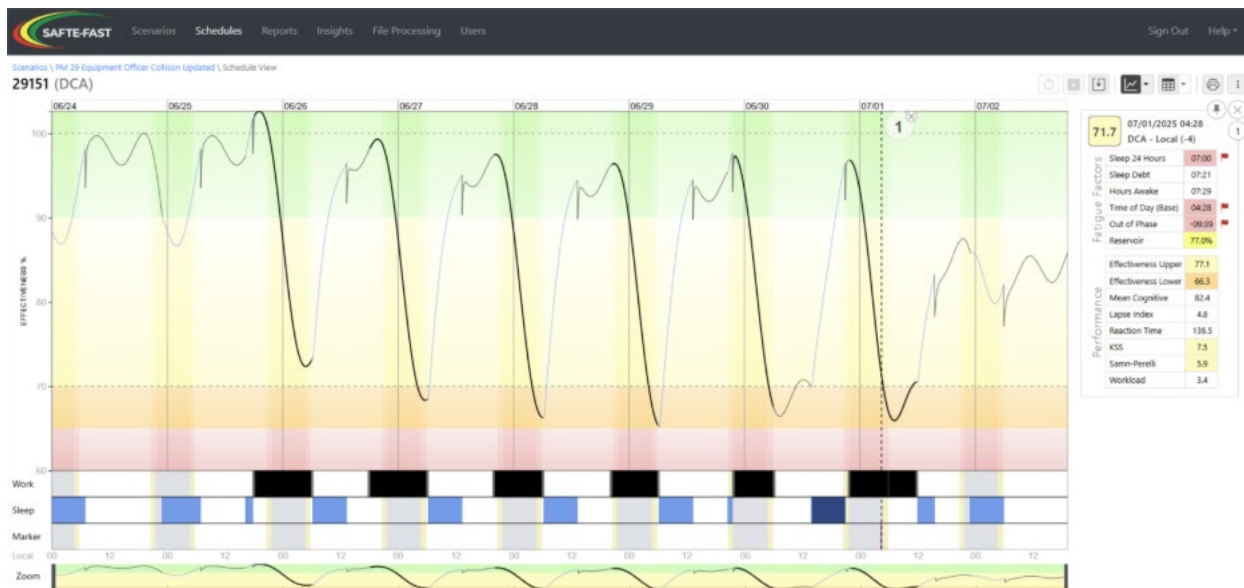 SAFTE-FAST Scenarios Schedules Reports Insights File Processing Users Sign Out Help
Scenarios \ PM 39 Equipment Officer Collison Updated \ Schedule View
29151 (DCA)
06/24 06/25 06/26 06/27 06/28 06/29 06/30 07/01 07/02
EFFECTIVENESS %
100
90
80
70
60
1
71.7
07/01/2025 04:28
DCA - Local (-4)
1
Fatigue Factors
Sleep 24 Hours 07:00
Sleep Debt 07:21
Hours Awake 07:29
Time of Day (Base) 04:28
Out of Phase -09:39
Reservoir 77.0%
Performance
Effectiveness Upper 77.1
Effectiveness Lower 66.3
Mean Cognitive 82.4
Lapse Index 4.8
Reaction Time 139.5
KSS 7.5
Samn-Perelli 5.9
Workload 3.4
Work
Sleep
Marker
Local 00 12 00 12 00 12 00 12 00 12 00 12 00 12 00 12 00 12
Zoom